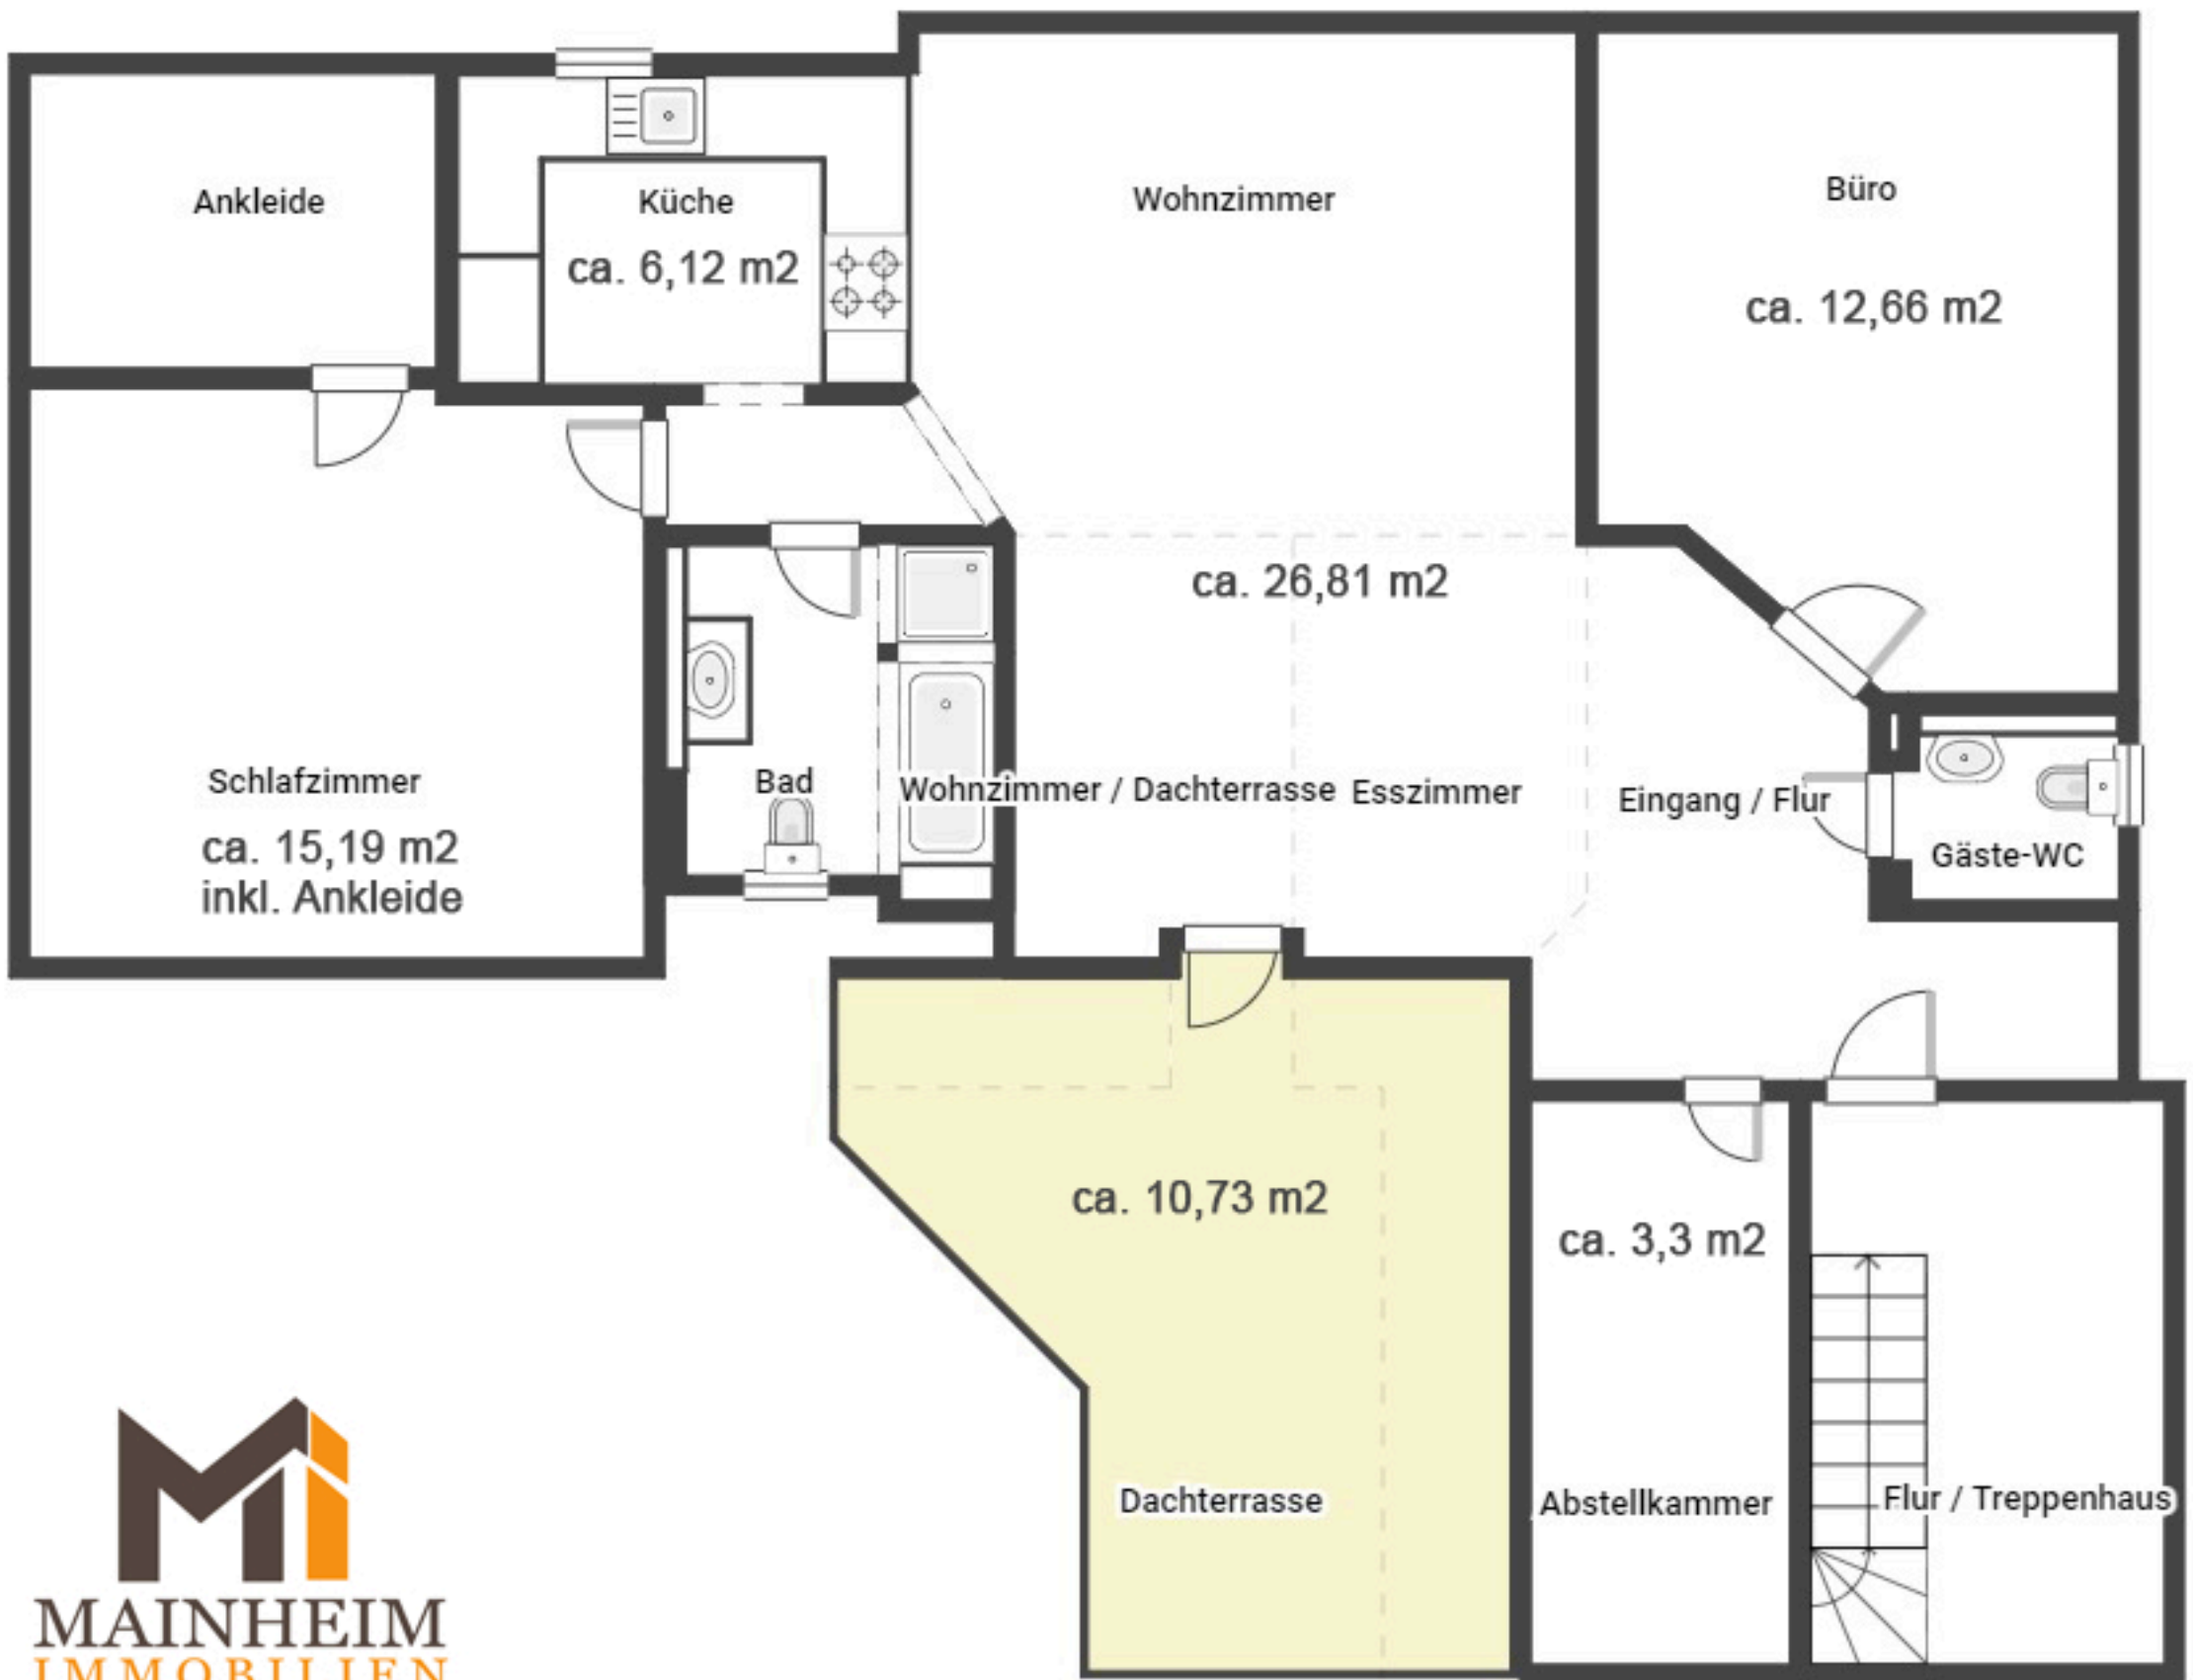 Ankleide
Küche
ca. 6,12 m2
Wohnzimmer
Büro
ca. 12,66 m2
ca. 26,81 m2
Schlafzimmer
ca. 15,19 m2
inkl. Ankleide
Bad
Wohnzimmer / Dachterrasse
Esszimmer
Eingang / Flur
Gäste-WC
ca. 10,73 m2
ca. 3,3 m2
Dachterrasse
Abstellkammer
Flur / Treppenhaus
MAINHEIM
IMMOBILIEN